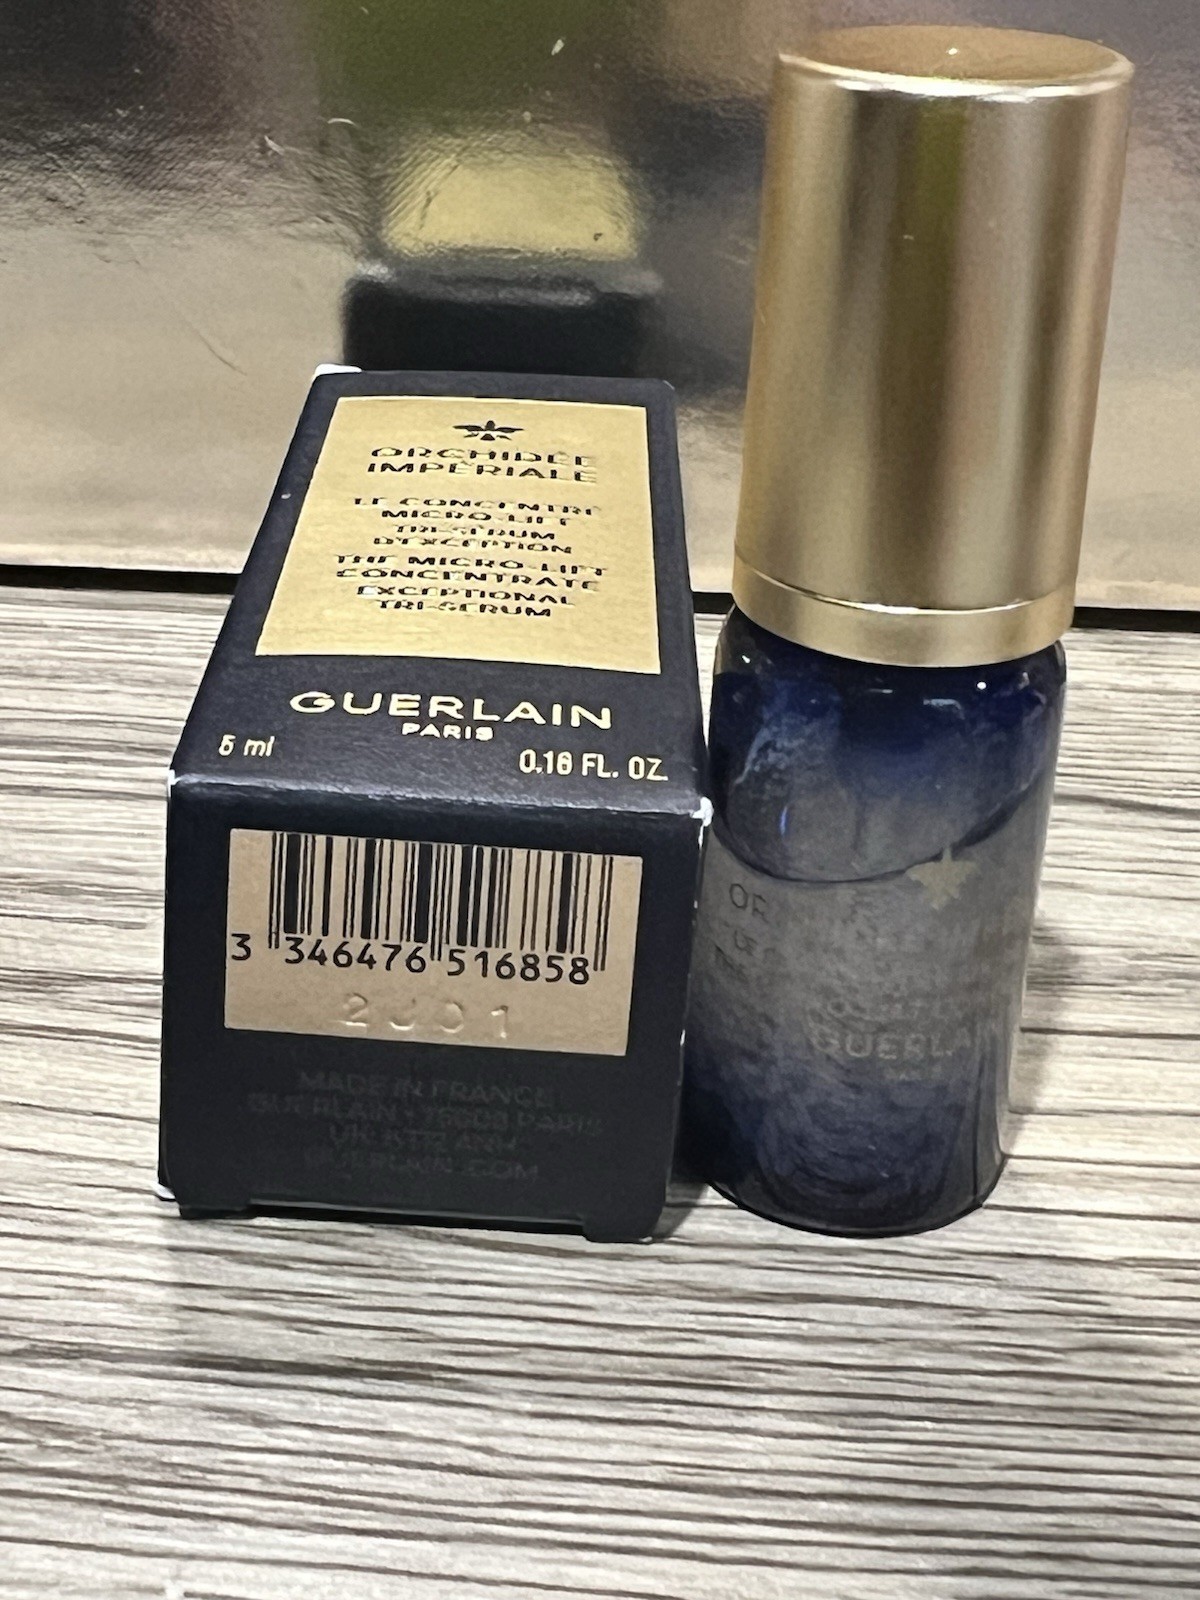 ORCHIDÉE
IMPÉRIALE
LE CONCENTRÉ
MICRO-LIFT
TRI-SÉRUM
D'EXCEPTION
THE MICRO-LIFT
CONCENTRATE
EXCEPTIONAL
TRI-SERUM
GUERLAIN
PARIS
5 ml
0.16 FL. OZ.
3 346476 516858
MADE IN FRANCE
GUERLAIN
PARIS
GUERLAIN.COM
OR
GUERLAIN